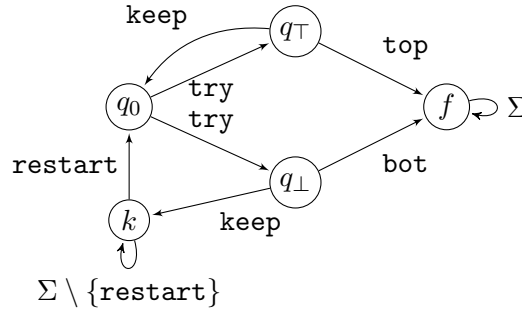 keep
q⊤
top
try
q₀
f
Σ
try
restart
q⊥
bot
k
keep
Σ \ {restart}